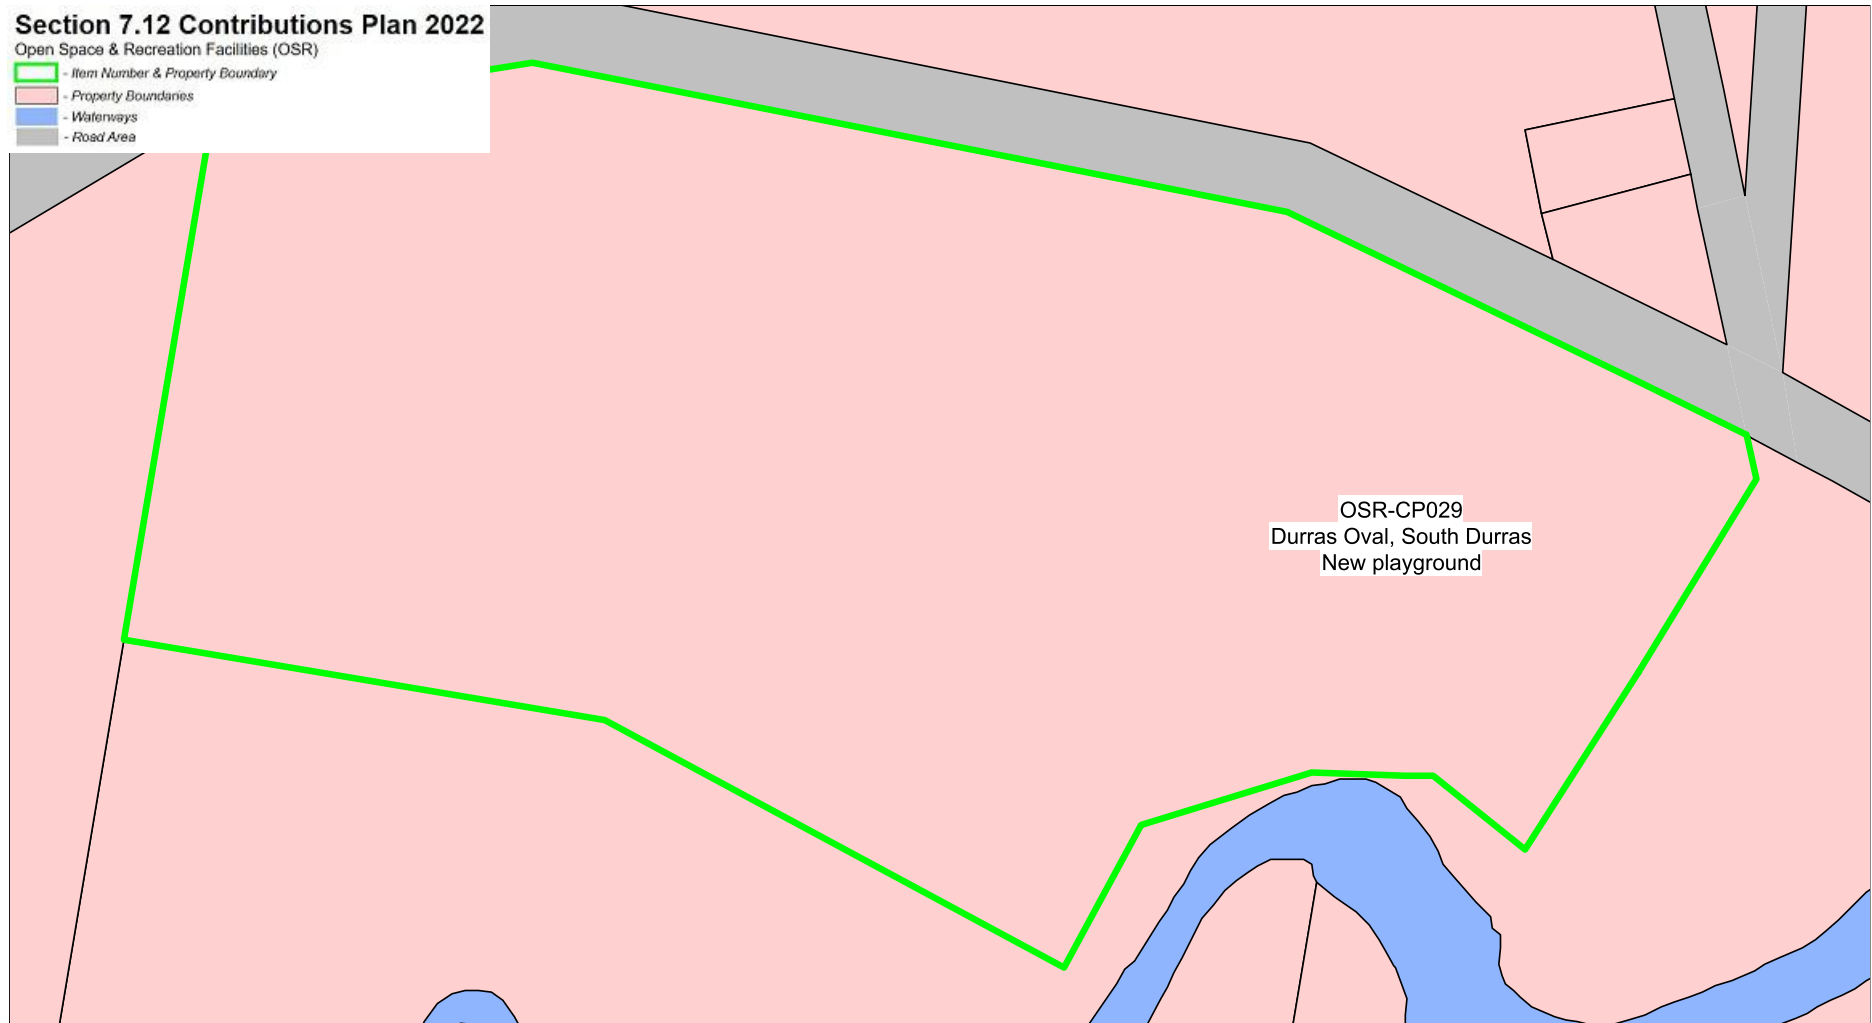 Section 7.12 Contributions Plan 2022
Open Space & Recreation Facilities (OSR)
- Item Number & Property Boundary
- Property Boundaries
- Waterways
- Road Area
OSR-CP029
Durras Oval, South Durras
New playground